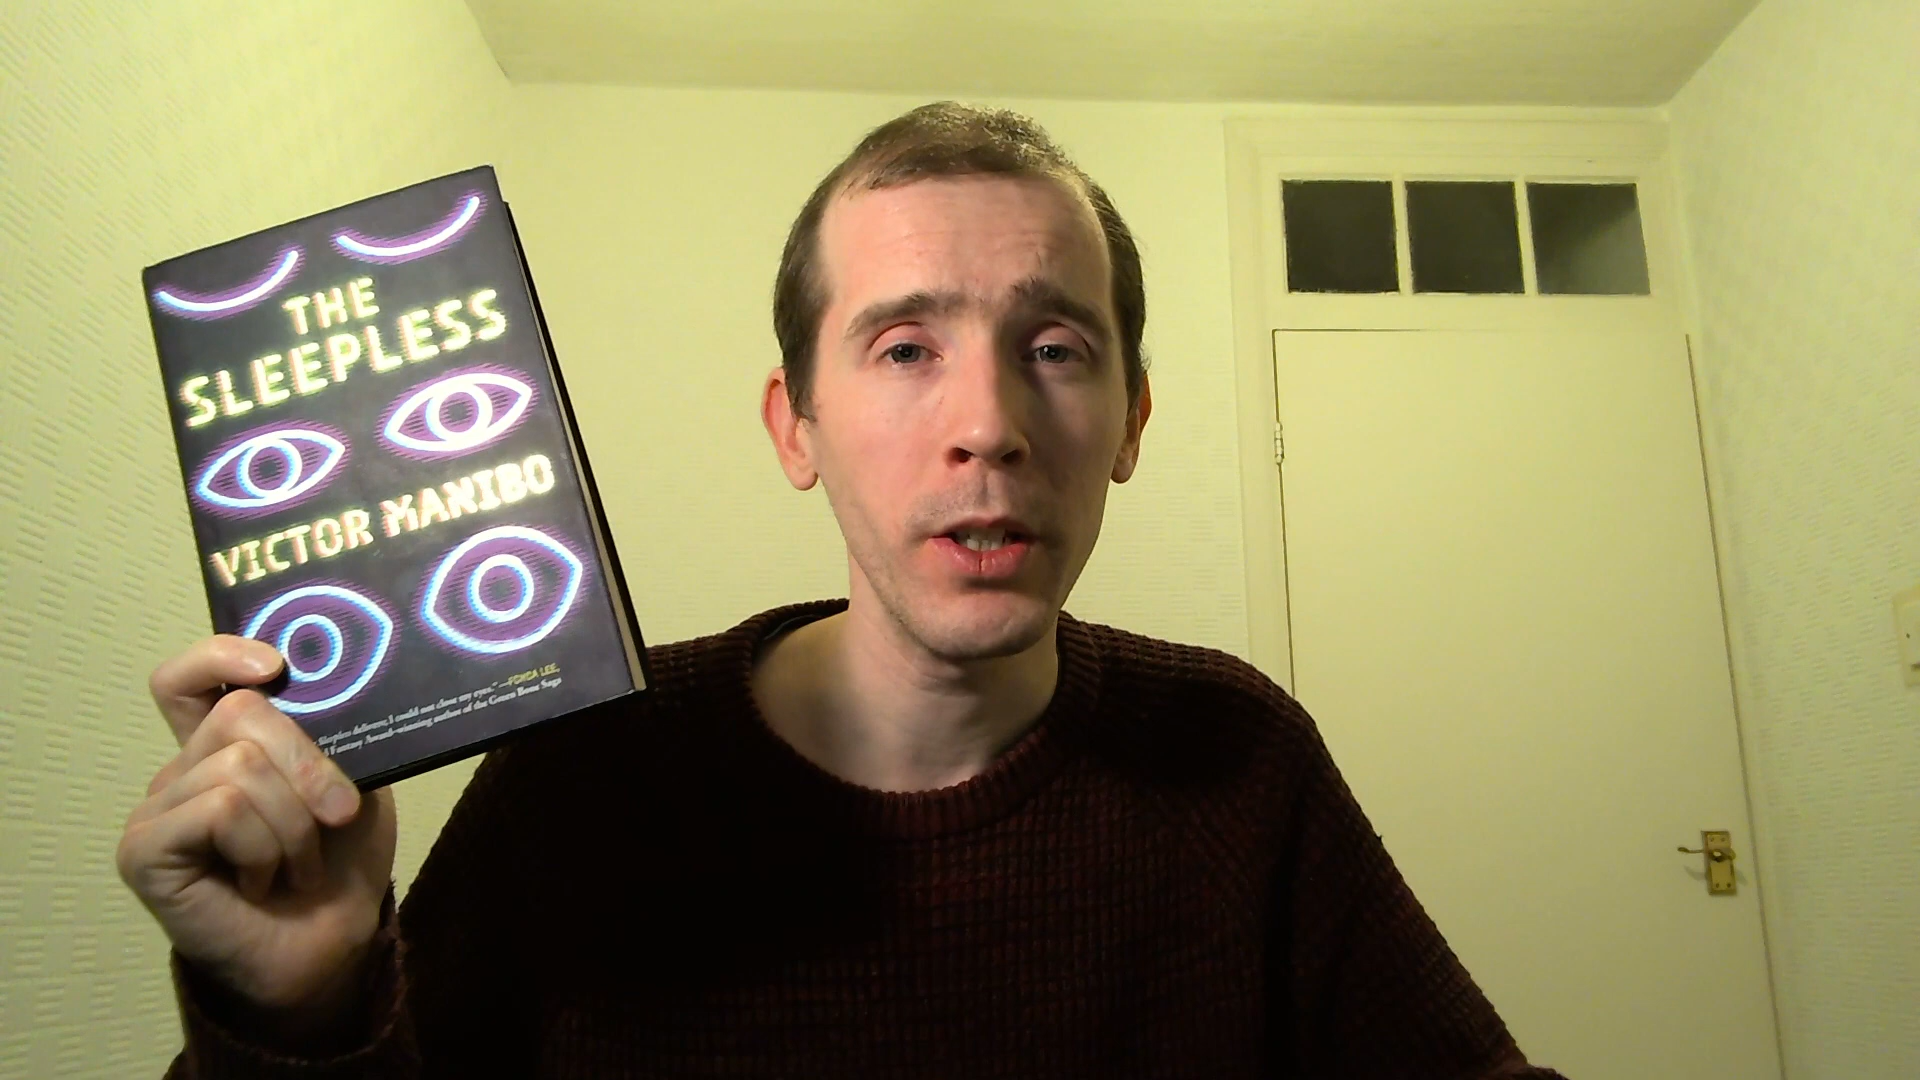 THE
SLEEPLESS
VICTOR MANIBO
Sleepless delivers; I could not close my eyes." —FONDA LEE,
Fantasy Award–winning author of the Green Bone Saga